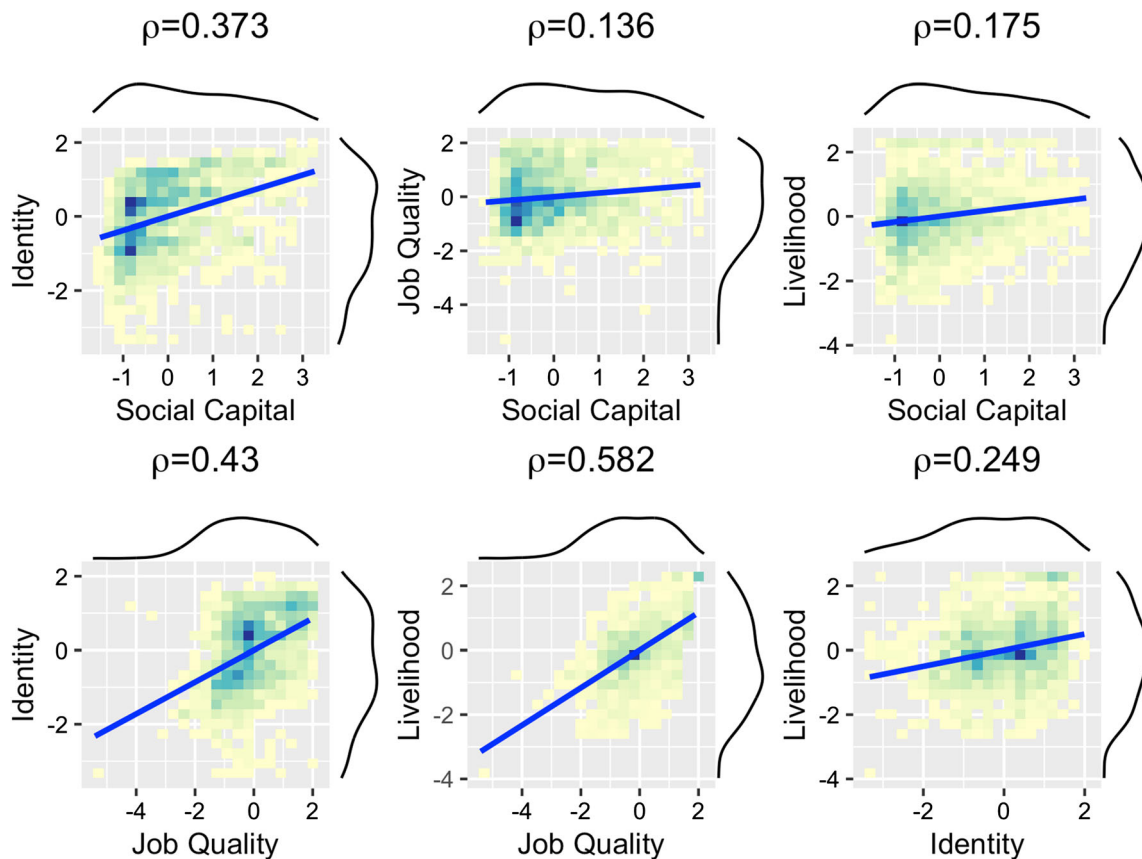 ρ=0.373
ρ=0.136
ρ=0.175
Identity
2
0
-2
-1 0 1 2 3
Social Capital
Job Quality
2
0
-2
-4
-1 0 1 2 3
Social Capital
Livelihood
2
0
-2
-4
-1 0 1 2 3
Social Capital
ρ=0.43
ρ=0.582
ρ=0.249
Identity
2
0
-2
-4 -2 0 2
Job Quality
Livelihood
2
0
-2
-4
-4 -2 0 2
Job Quality
Livelihood
2
0
-2
-4
-2 0 2
Identity